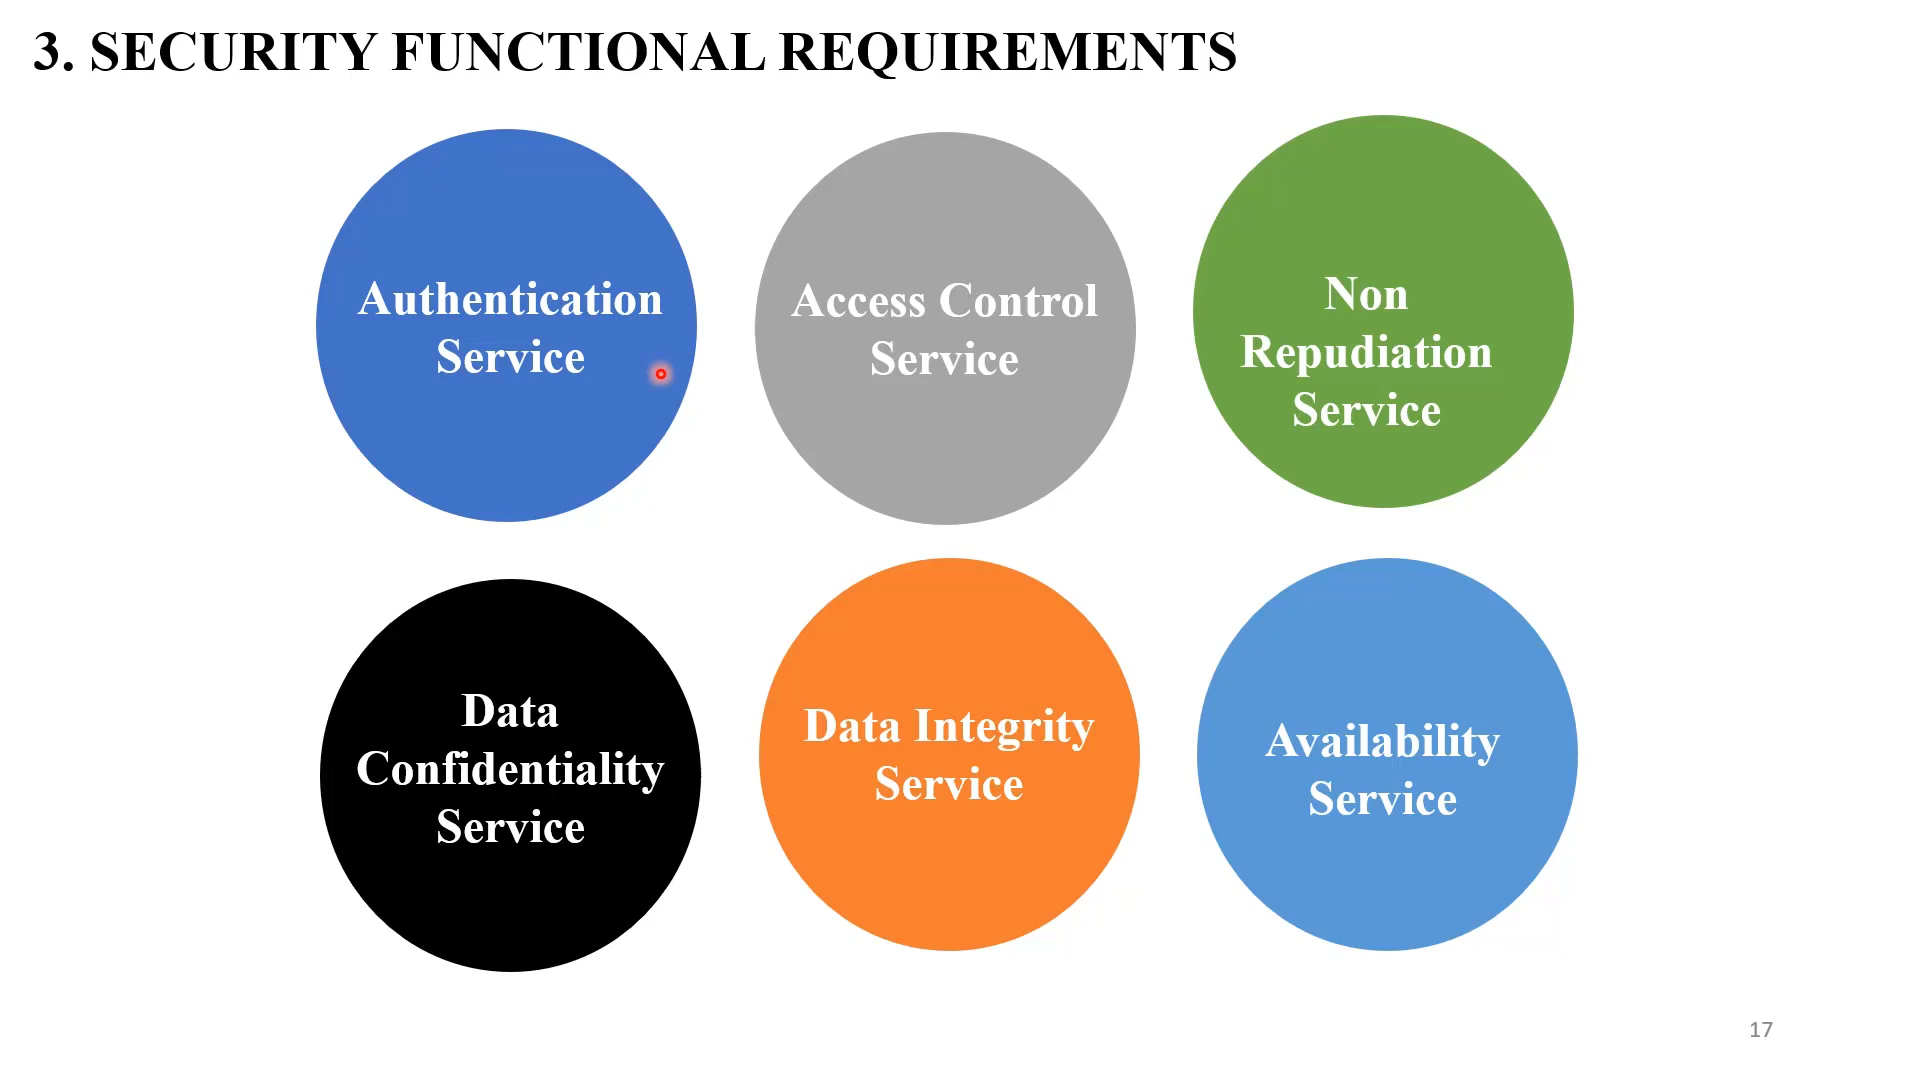 3. SECURITY FUNCTIONAL REQUIREMENTS
Authentication
Service
Access Control
Service
Non
Repudiation
Service
Data
Confidentiality
Service
Data Integrity
Service
Availability
Service
17